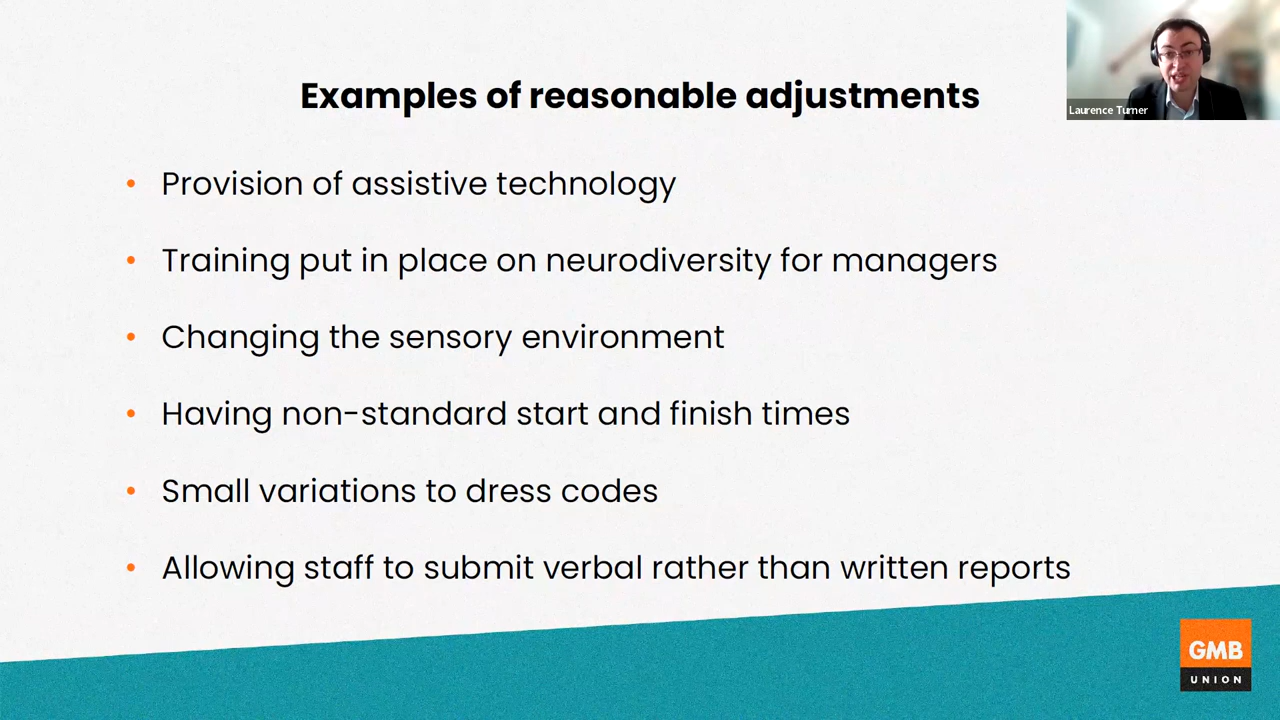 Examples of reasonable adjustments
Laurence Turner
• Provision of assistive technology
• Training put in place on neurodiversity for managers
• Changing the sensory environment
• Having non-standard start and finish times
• Small variations to dress codes
• Allowing staff to submit verbal rather than written reports
GMB
UNION